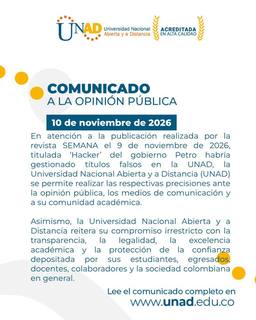 UNAD
Universidad Nacional
Abierta y a Distancia
ACREDITADA
EN ALTA CALIDAD
COMUNICADO
A LA OPINIÓN PÚBLICA
10 de noviembre de 2026
En atención a la publicación realizada por la
revista SEMANA el 9 de noviembre de 2026,
titulada 'Hacker' del gobierno Petro habría
gestionado títulos falsos en la UNAD, la
Universidad Nacional Abierta y a Distancia (UNAD)
se permite realizar las respectivas precisiones ante
la opinión pública, los medios de comunicación y
a su comunidad académica.
Asimismo, la Universidad Nacional Abierta y a
Distancia reitera su compromiso irrestricto con la
transparencia, la legalidad, la excelencia
académica y la protección de la confianza
depositada por sus estudiantes, egresados,
docentes, colaboradores y la sociedad colombiana
en general.
Lee el comunicado completo en
www.unad.edu.co